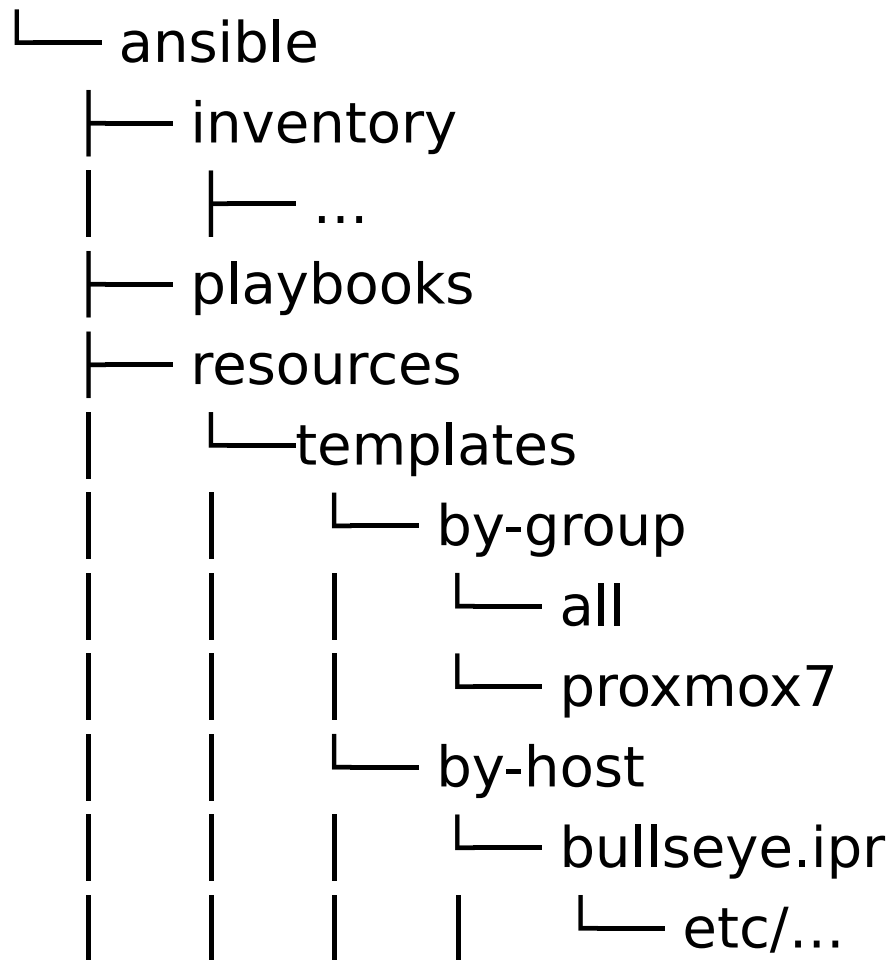 └── ansible
├── inventory
│ ├── ...
├── playbooks
├── resources
│ └──templates
│ │ └── by-group
│ │ │ └── all
│ │ │ └── proxmox7
│ │ └── by-host
│ │ │ └── bullseye.ipr
│ │ │ │ └── etc/...